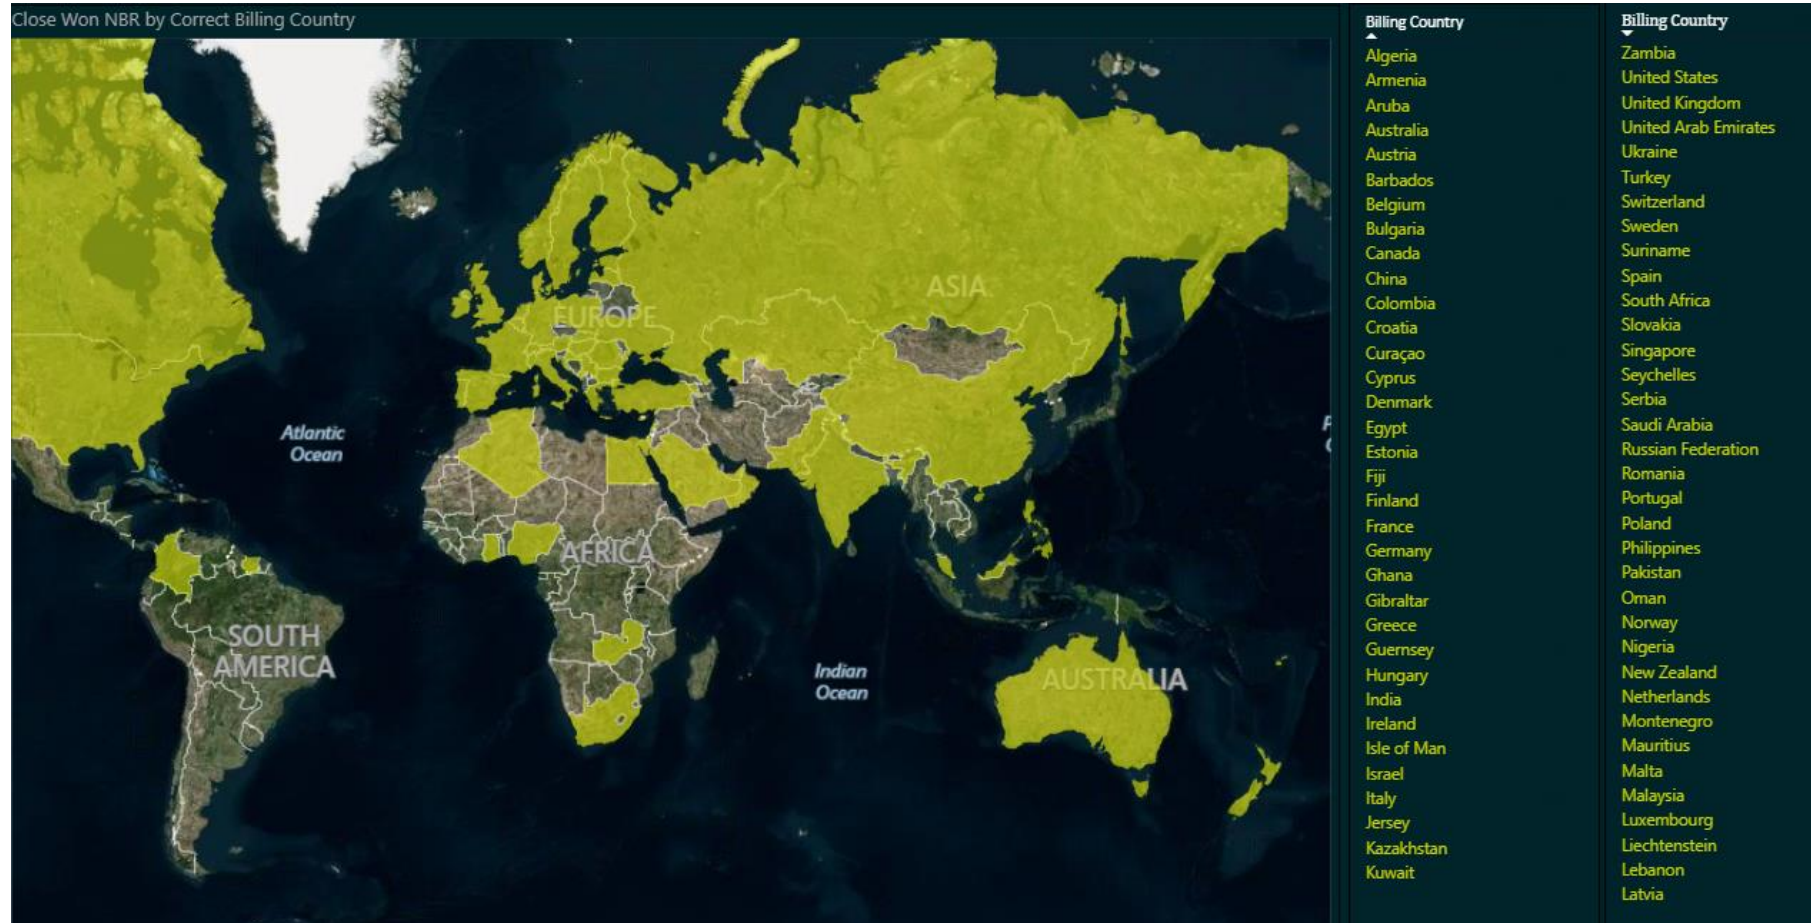 Close Won NBR by Correct Billing Country
ASIA
EUROPE
Atlantic
Ocean
AFRICA
SOUTH
AMERICA
Indian
Ocean
AUSTRALIA
Billing Country
Algeria
Armenia
Aruba
Australia
Austria
Barbados
Belgium
Bulgaria
Canada
China
Colombia
Croatia
Curaçao
Cyprus
Denmark
Egypt
Estonia
Fiji
Finland
France
Germany
Ghana
Gibraltar
Greece
Guernsey
Hungary
India
Ireland
Isle of Man
Israel
Italy
Jersey
Kazakhstan
Kuwait
Billing Country
Zambia
United States
United Kingdom
United Arab Emirates
Ukraine
Turkey
Switzerland
Sweden
Suriname
Spain
South Africa
Slovakia
Singapore
Seychelles
Serbia
Saudi Arabia
Russian Federation
Romania
Portugal
Poland
Philippines
Pakistan
Oman
Norway
Nigeria
New Zealand
Netherlands
Montenegro
Mauritius
Malta
Malaysia
Luxembourg
Liechtenstein
Lebanon
Latvia